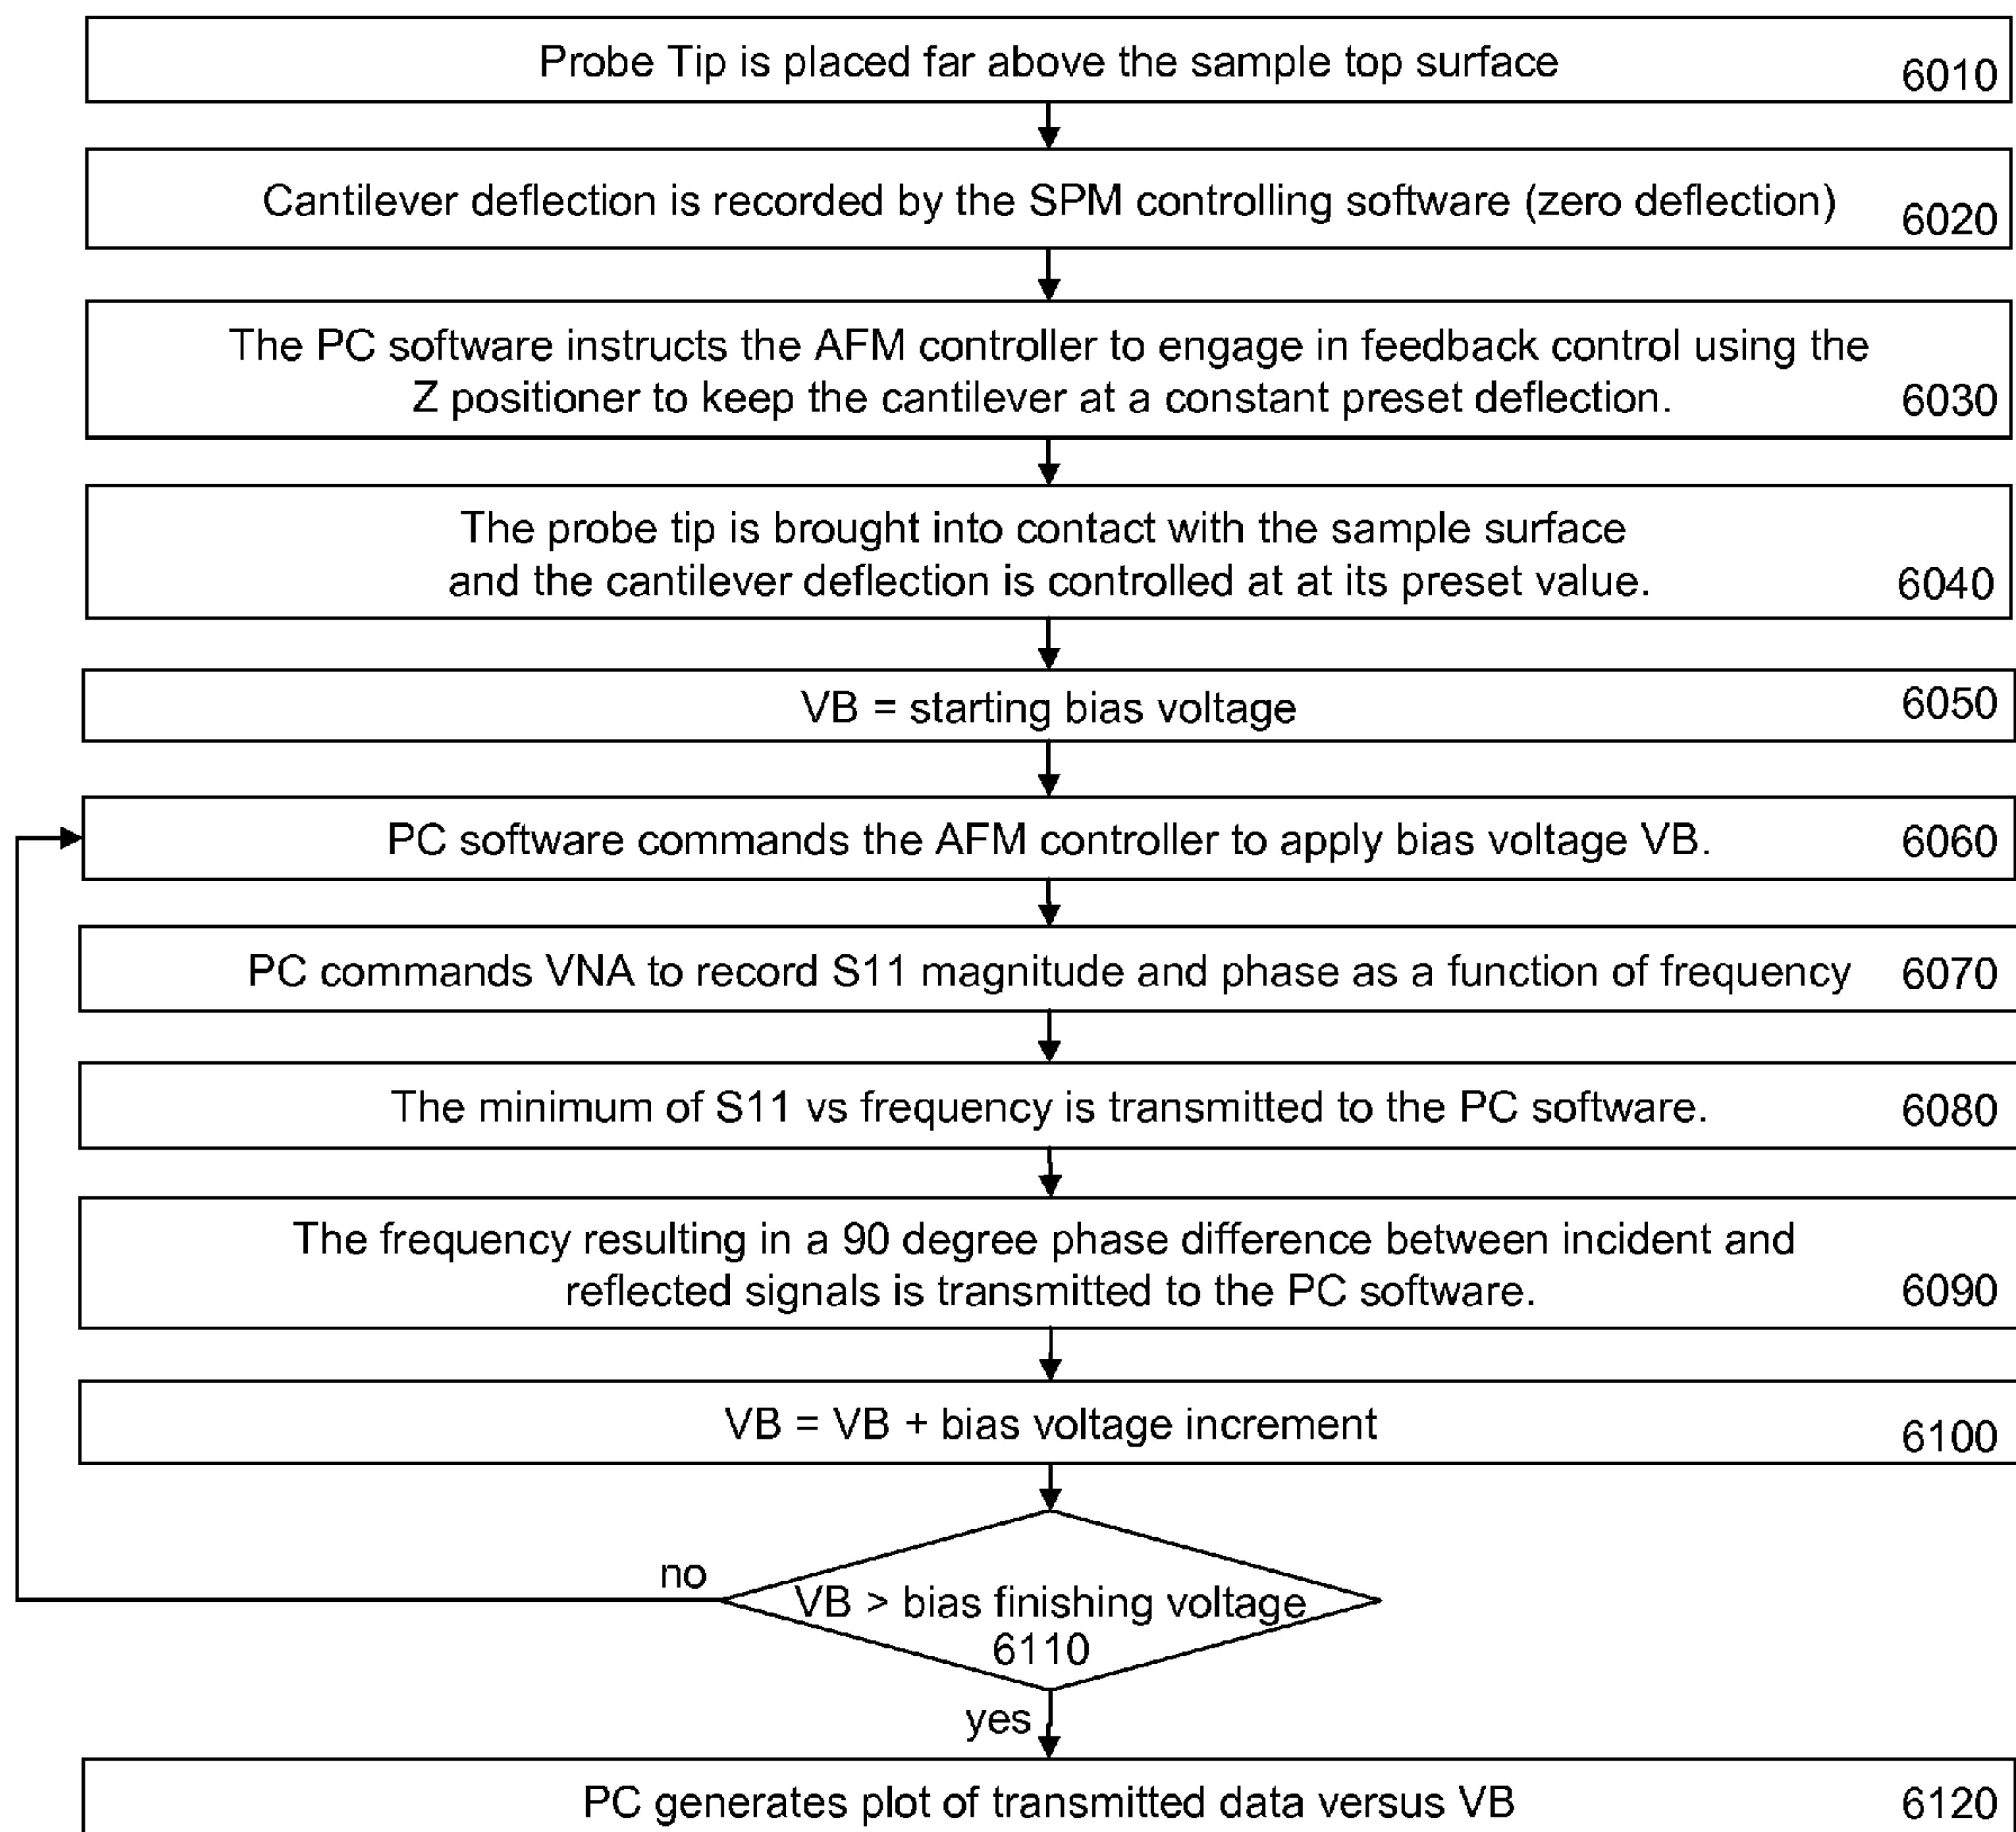 Probe Tip is placed far above the sample top surface
6010
Cantilever deflection is recorded by the SPM controlling software (zero deflection)
6020
The PC software instructs the AFM controller to engage in feedback control using the
Z positioner to keep the cantilever at a constant preset deflection.
6030
The probe tip is brought into contact with the sample surface
and the cantilever deflection is controlled at at its preset value.
6040
VB = starting bias voltage
6050
PC software commands the AFM controller to apply bias voltage VB.
6060
PC commands VNA to record S11 magnitude and phase as a function of frequency
6070
The minimum of S11 vs frequency is transmitted to the PC software.
6080
The frequency resulting in a 90 degree phase difference between incident and
reflected signals is transmitted to the PC software.
6090
VB = VB + bias voltage increment
6100
no
VB > bias finishing voltage
6110
yes
PC generates plot of transmitted data versus VB
6120